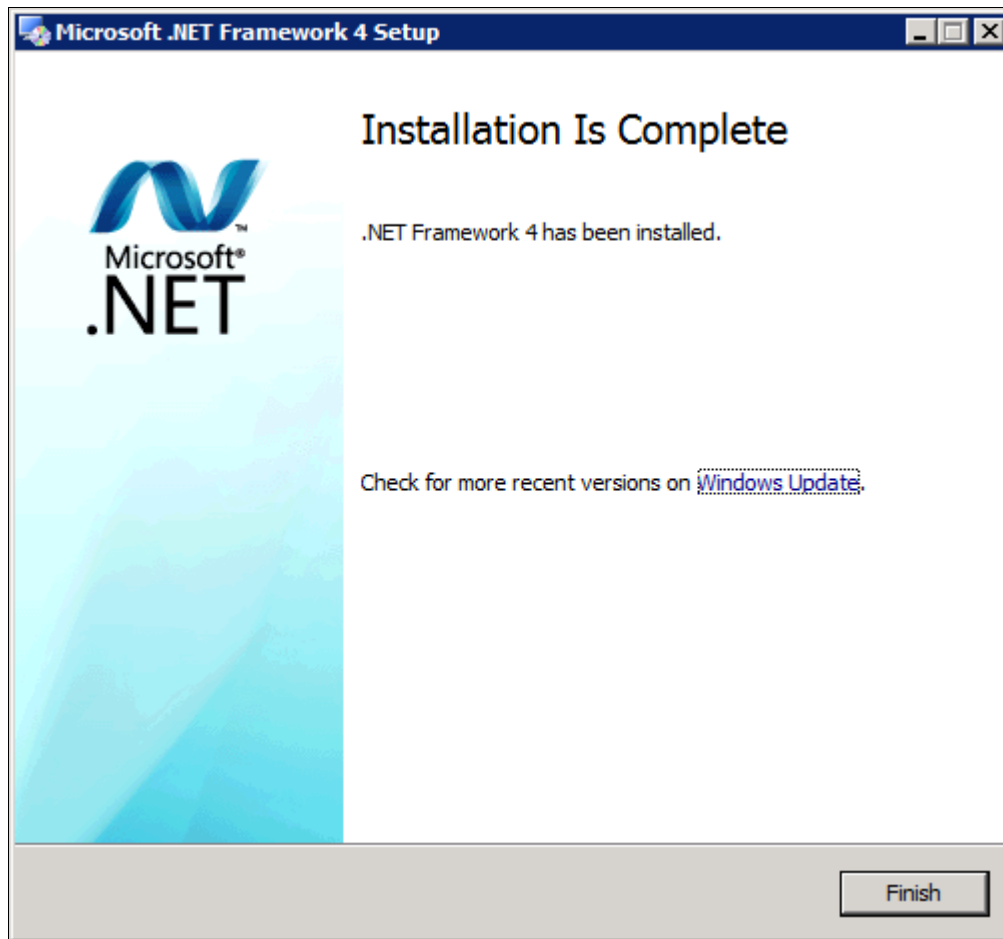 Microsoft .NET Framework 4 Setup
Installation Is Complete
Microsoft®
.NET
™
.NET Framework 4 has been installed.
Check for more recent versions on Windows Update.
Finish